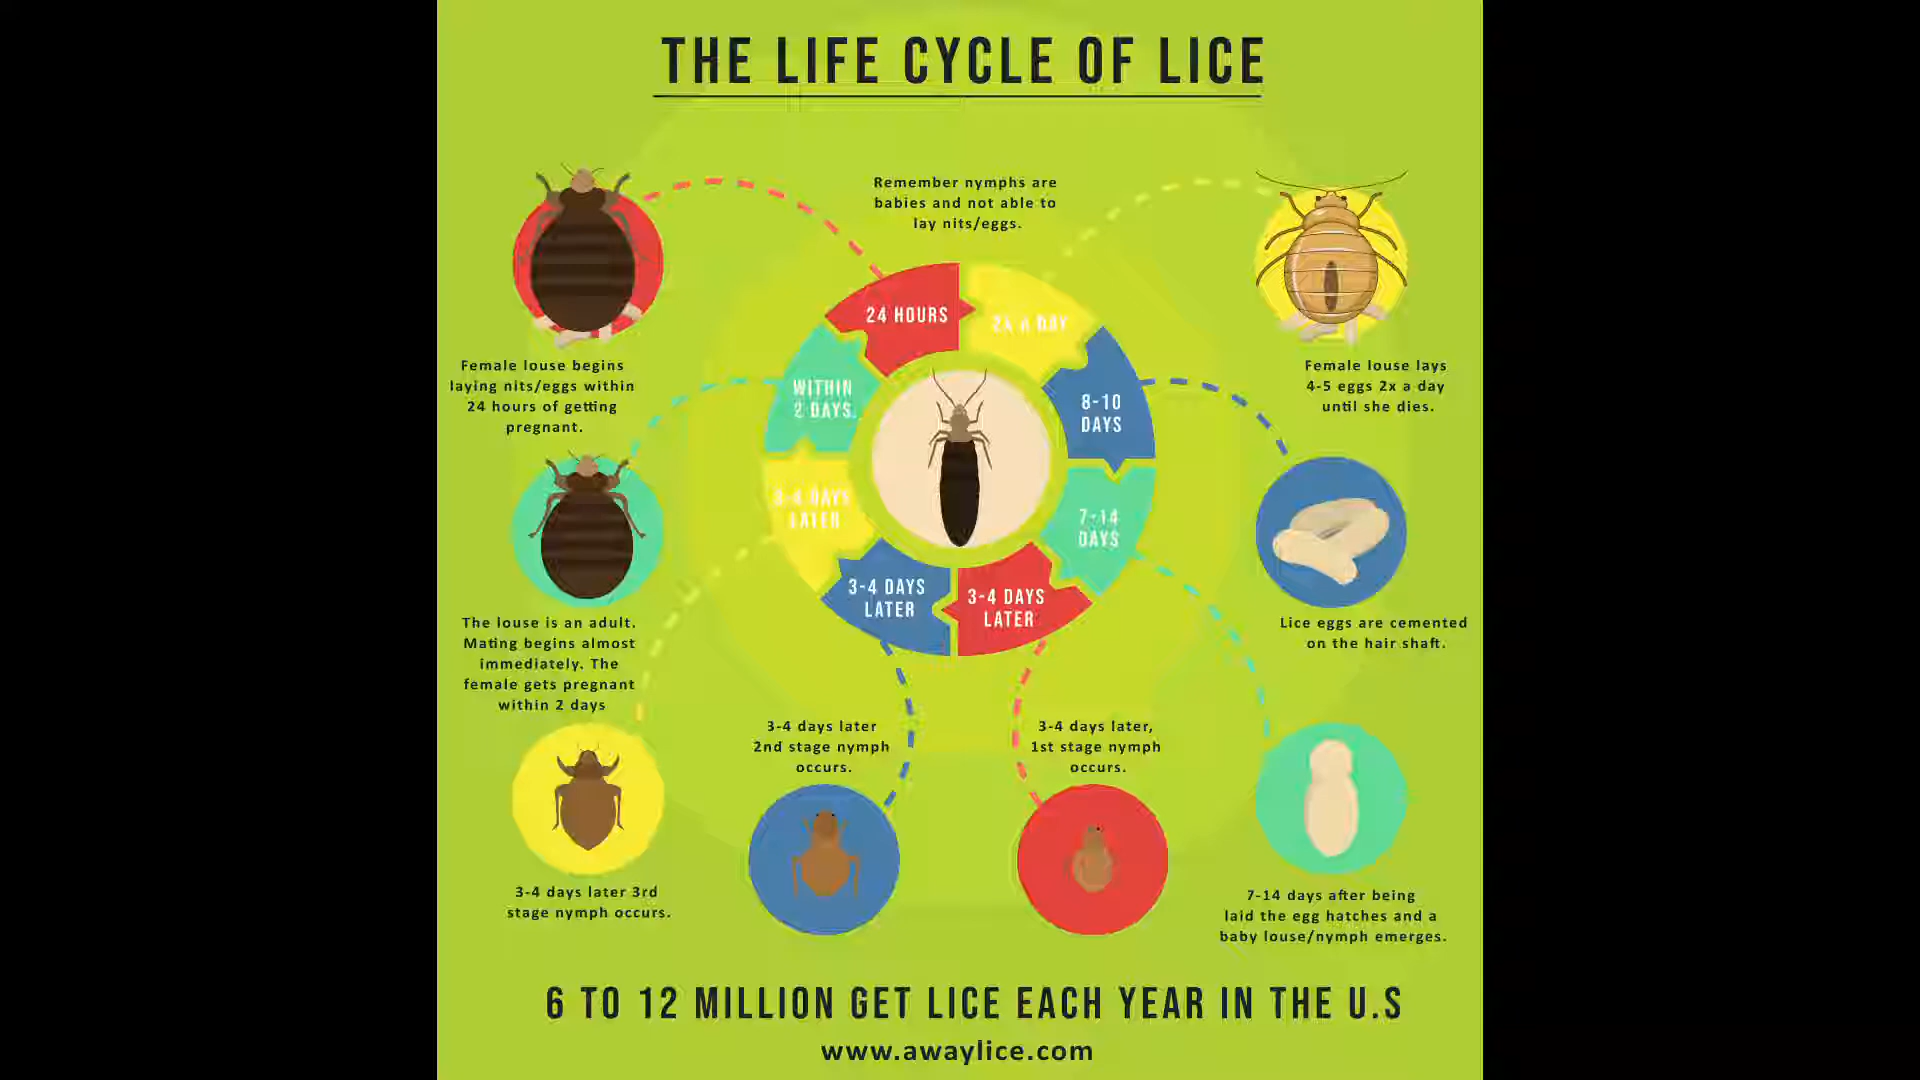 THE LIFE CYCLE OF LICE
Remember nymphs are
babies and not able to
lay nits/eggs.
24 HOURS
2X A DAY
8-10
DAYS
7-14
DAYS
3-4 DAYS
LATER
3-4 DAYS
LATER
3-4 DAYS
LATER
WITHIN
2 DAYS.
Female louse begins
laying nits/eggs within
24 hours of getting
pregnant.
Female louse lays
4-5 eggs 2x a day
until she dies.
The louse is an adult.
Mating begins almost
immediately. The
female gets pregnant
within 2 days
Lice eggs are cemented
on the hair shaft.
3-4 days later 3rd
stage nymph occurs.
3-4 days later
2nd stage nymph
occurs.
3-4 days later,
1st stage nymph
occurs.
7-14 days after being
laid the egg hatches and a
baby louse/nymph emerges.
6 TO 12 MILLION GET LICE EACH YEAR IN THE U.S
www.awaylice.com